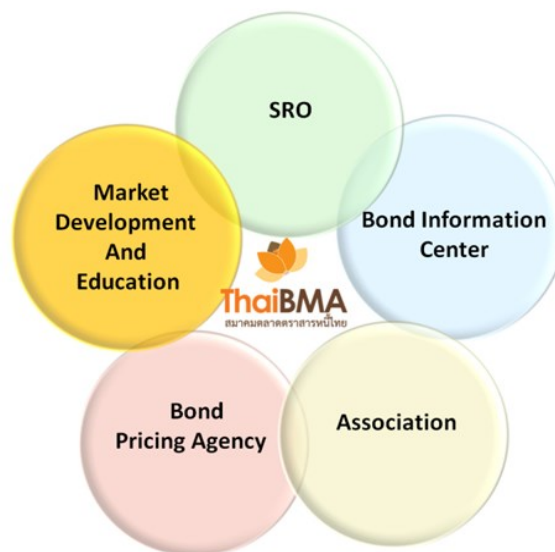 SRO
Market
Development
And
Education
Bond Information
Center
ThaiBMA
สมาคมตลาดตราสารหนี้ไทย
Bond
Pricing Agency
Association